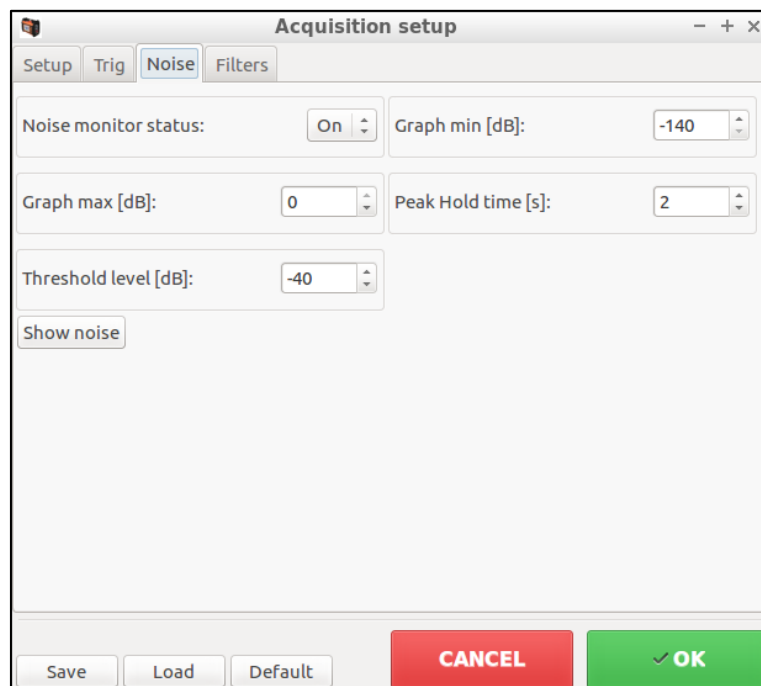 Acquisition setup
Setup Trig Noise Filters
Noise monitor status: On Graph min [dB]: -140
Graph max [dB]: 0 Peak Hold time [s]: 2
Threshold level [dB]: -40
Show noise
Save Load Default CANCEL OK